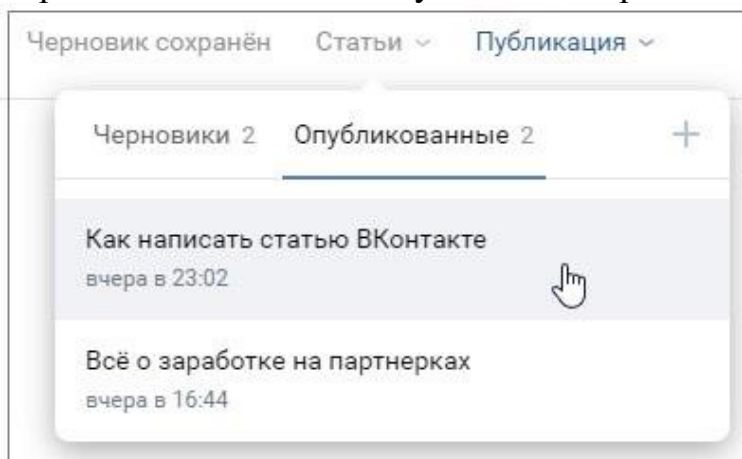 Черновик сохранён Статьи Публикация
Черновики 2 Опубликованные 2
Как написать статью ВКонтакте
вчера в 23:02
Всё о заработке на партнерках
вчера в 16:44